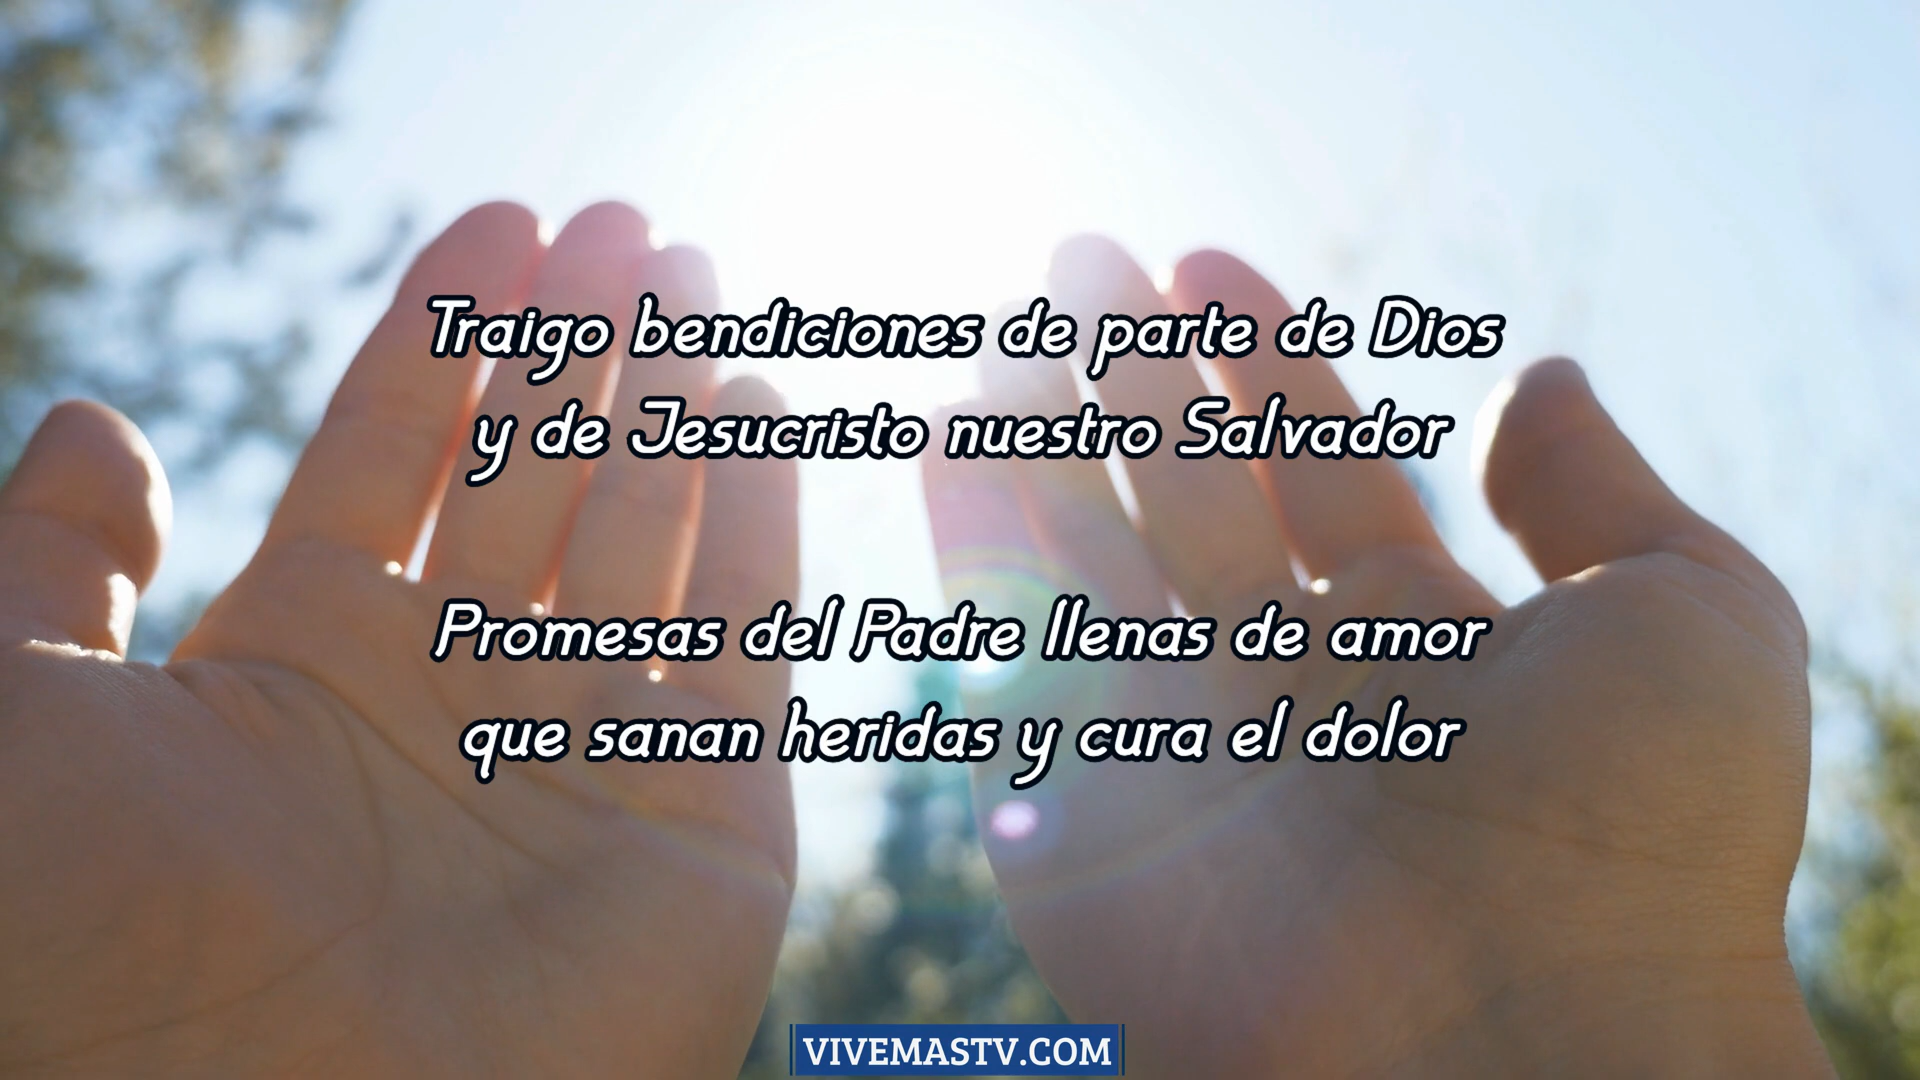 Traigo bendiciones de parte de Dios
y de Jesucristo nuestro Salvador
Promesas del Padre llenas de amor
que sanan heridas y cura el dolor
VIVEMASTV.COM